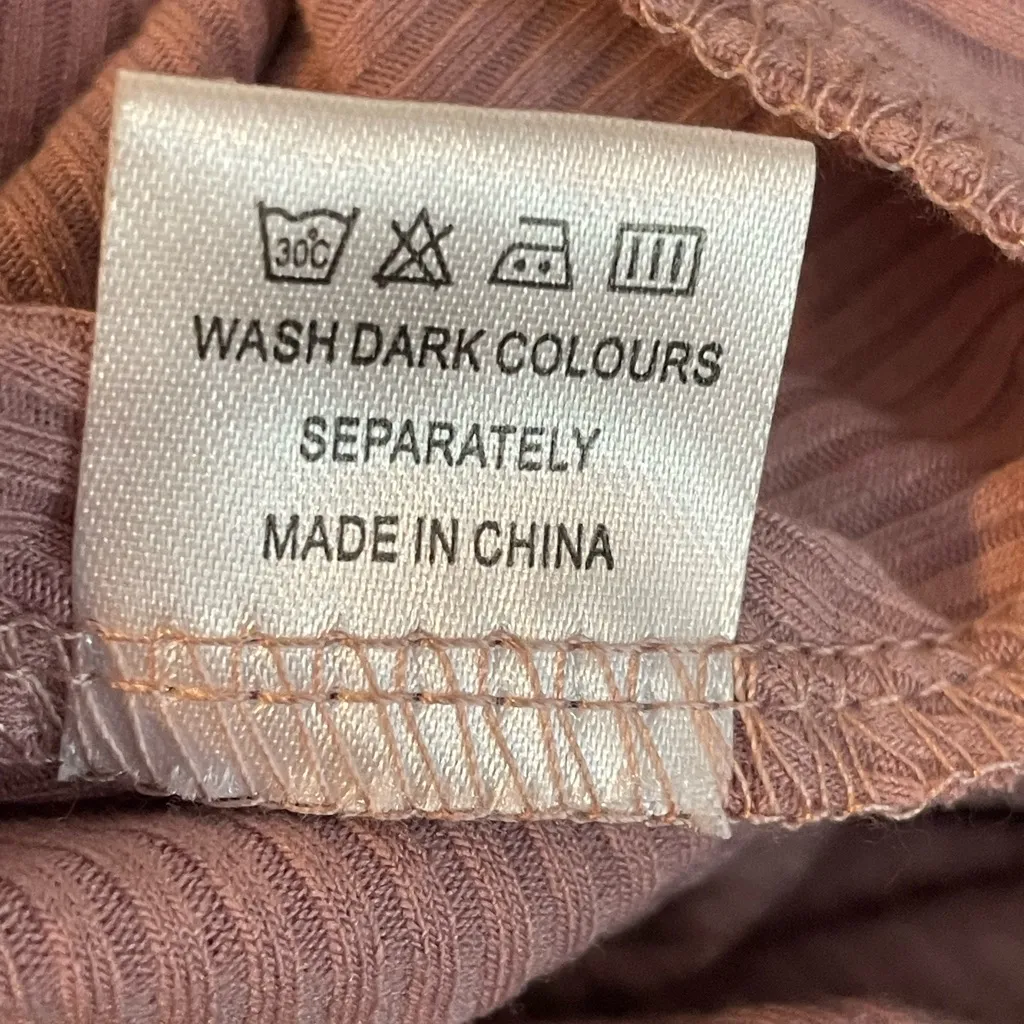 30°C
WASH DARK COLOURS
SEPARATELY
MADE IN CHINA